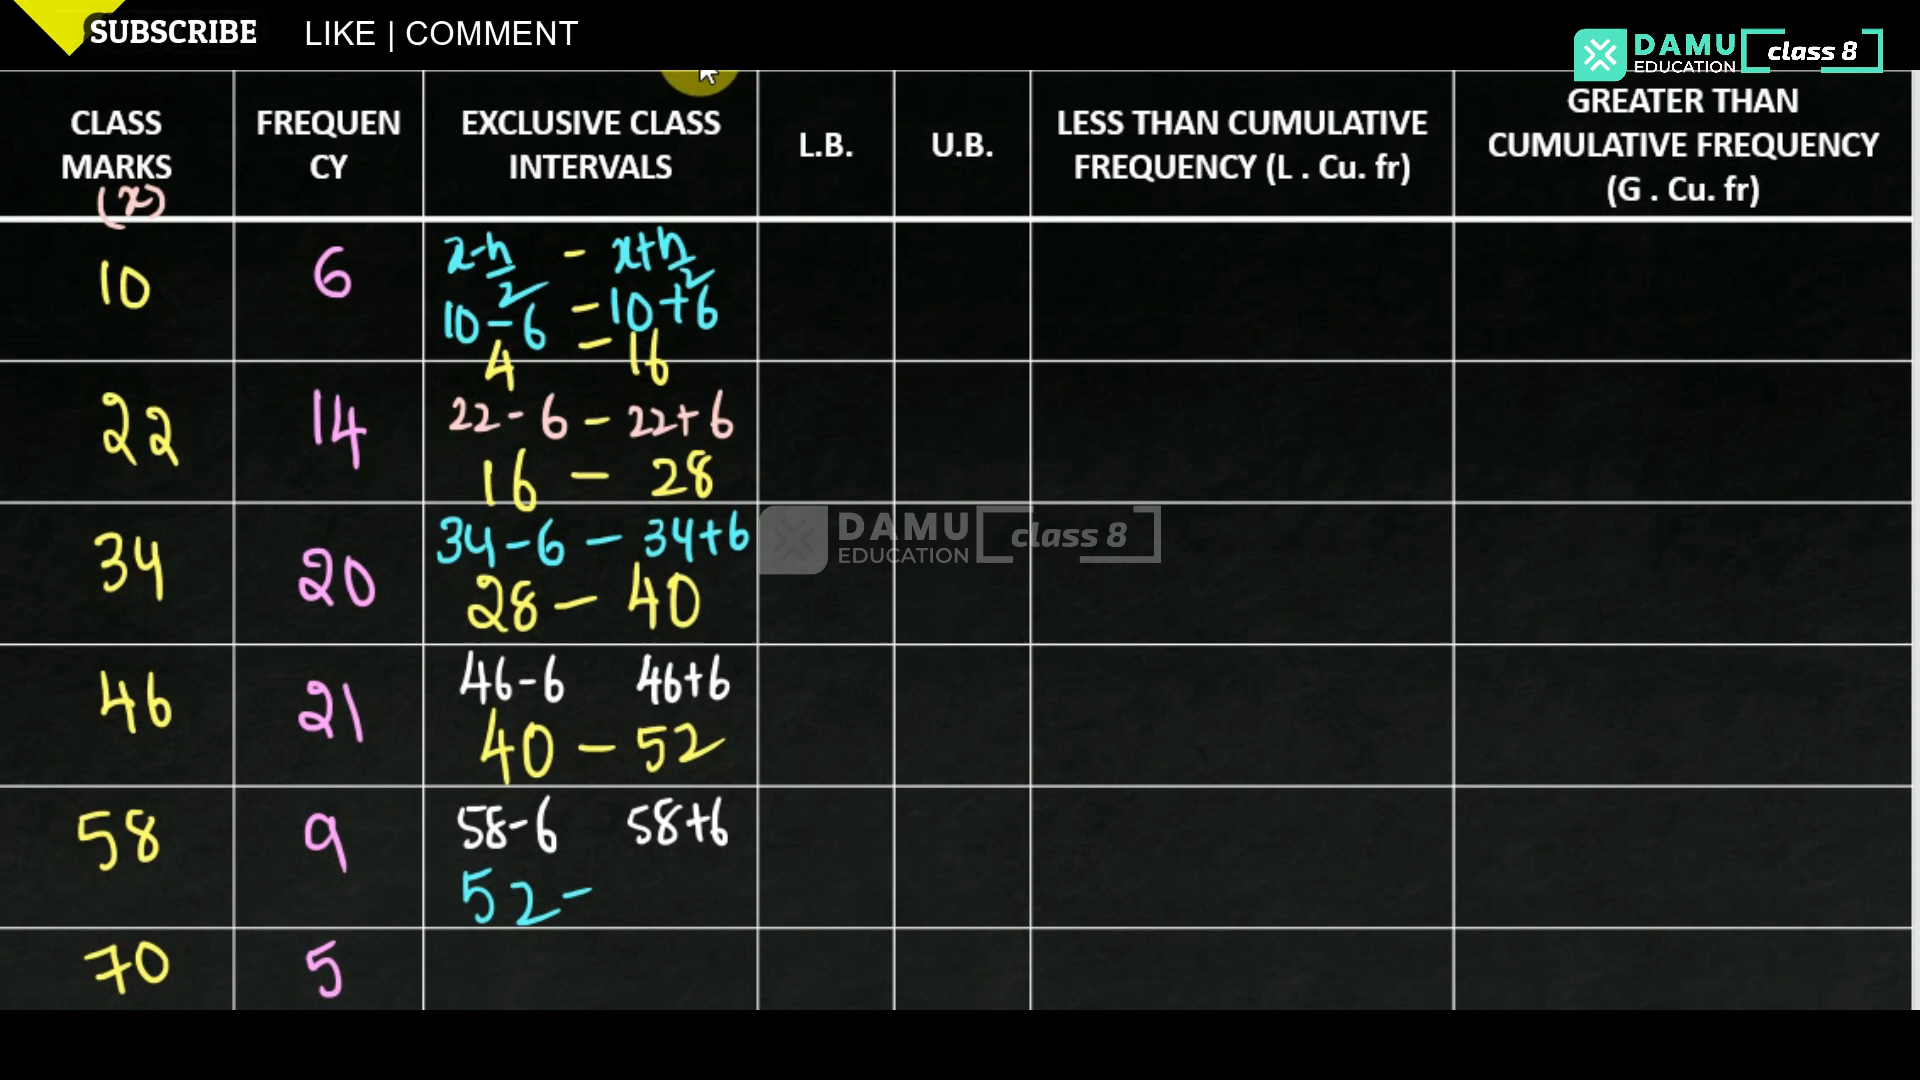 SUBSCRIBE LIKE | COMMENT
DAMU EDUCATION class 8
CLASS MARKS (x)
FREQUEN CY
EXCLUSIVE CLASS INTERVALS
L.B.
U.B.
LESS THAN CUMULATIVE FREQUENCY (L . Cu. fr)
GREATER THAN CUMULATIVE FREQUENCY (G . Cu. fr)
10 6 x-h/2 - x+h/2
10-6 - 10+6
4 - 16
22 14 22-6 - 22+6
16 - 28
34 20 34-6 - 34+6
28 - 40
DAMU EDUCATION class 8
46 21 46-6 46+6
40 - 52
58 9 58-6 58+6
52 -
70 5